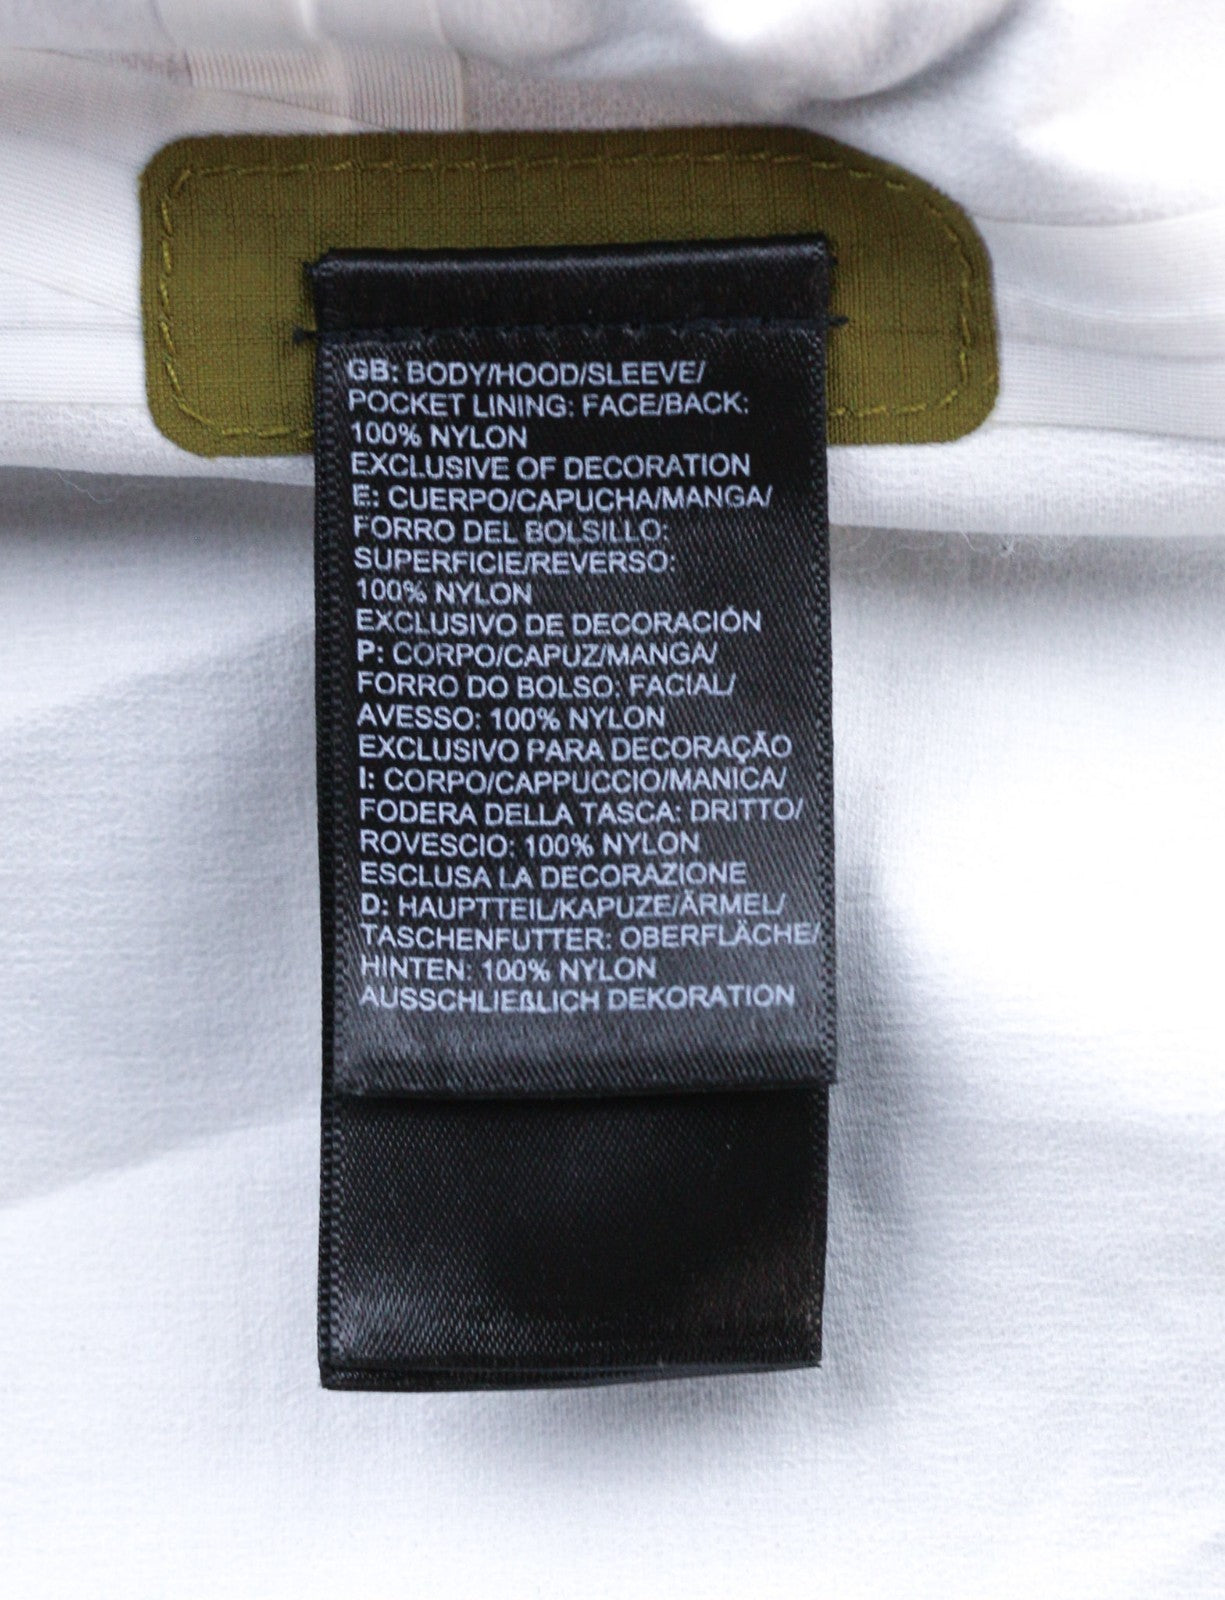 GB: BODY/HOOD/SLEEVE/
POCKET LINING: FACE/BACK:
100% NYLON
EXCLUSIVE OF DECORATION
E: CUERPO/CAPUCHA/MANGA/
FORRO DEL BOLSILLO:
SUPERFICIE/REVERSO:
100% NYLON
EXCLUSIVO DE DECORACIÓN
P: CORPO/CAPUZ/MANGA/
FORRO DO BOLSO: FACIAL/
AVESSO: 100% NYLON
EXCLUSIVO PARA DECORAÇÃO
I: CORPO/CAPPUCCIO/MANICA/
FODERA DELLA TASCA: DRITTO/
ROVESCIO: 100% NYLON
ESCLUSA LA DECORAZIONE
D: HAUPTTEIL/KAPUZE/ÄRMEL/
TASCHENFUTTER: OBERFLÄCHE/
HINTEN: 100% NYLON
AUSSCHLIEßLICH DEKORATION